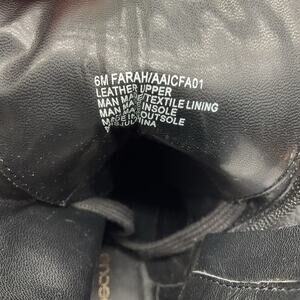 6M FARAH/AAICFA01
LEATHER UPPER
MAN MADE/TEXTILE LINING
MAN MADE INSOLE
MAN MADE OUTSOLE